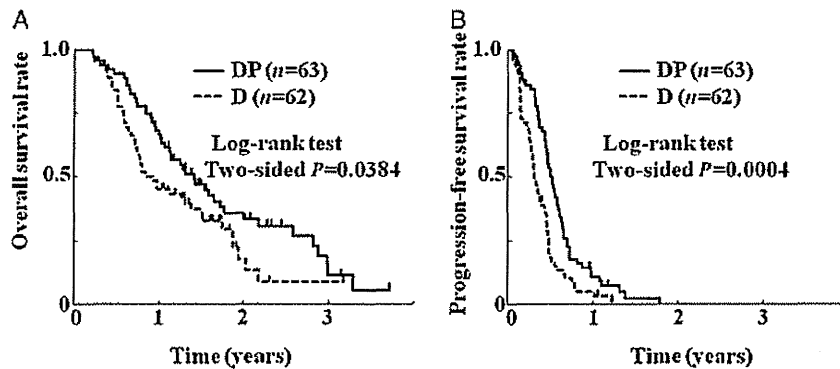 A
Overall survival rate
1.0
0.5
0
DP (n=63)
D (n=62)
Log-rank test
Two-sided P=0.0384
0 1 2 3
Time (years)
B
Progression-free survival rate
1.0
0.5
0
DP (n=63)
D (n=62)
Log-rank test
Two-sided P=0.0004
0 1 2 3
Time (years)